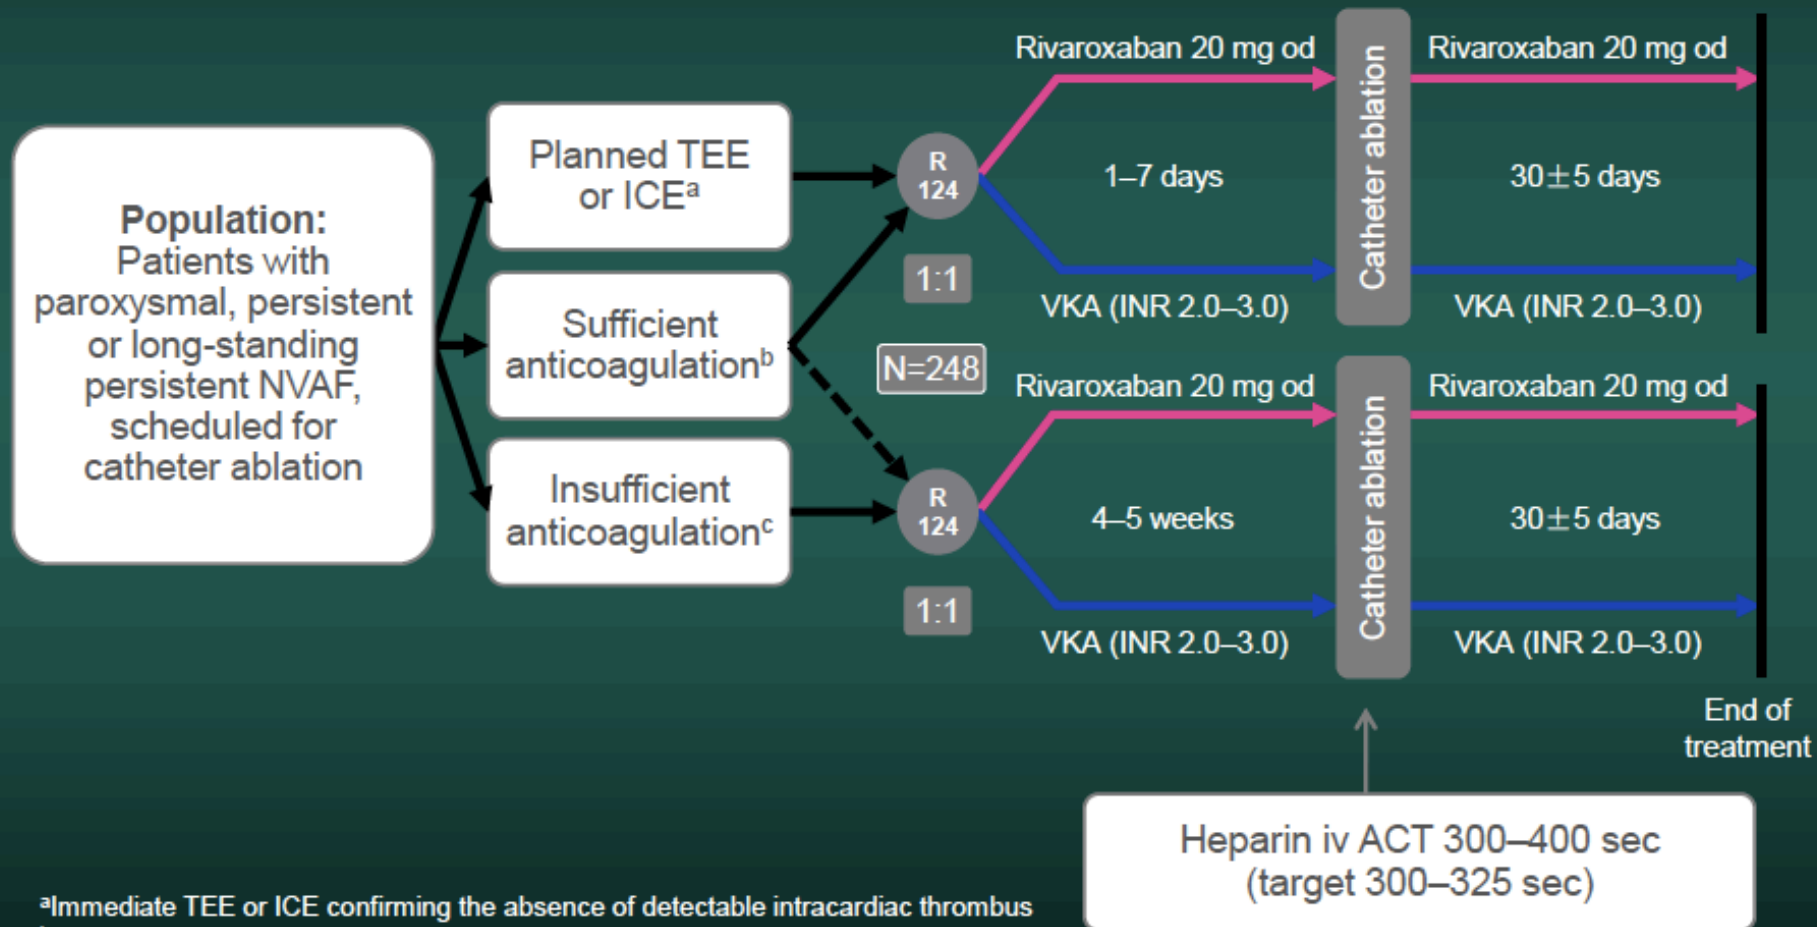 Population:
Patients with
paroxysmal, persistent
or long-standing
persistent NVAF,
scheduled for
catheter ablation
Planned TEE
or ICEᵃ
Sufficient
anticoagulationᵇ
Insufficient
anticoagulationᶜ
R
124
1:1
N=248
R
124
1:1
Rivaroxaban 20 mg od
1–7 days
VKA (INR 2.0–3.0)
Catheter ablation
Rivaroxaban 20 mg od
30±5 days
VKA (INR 2.0–3.0)
Rivaroxaban 20 mg od
4–5 weeks
VKA (INR 2.0–3.0)
Catheter ablation
Rivaroxaban 20 mg od
30±5 days
VKA (INR 2.0–3.0)
End of
treatment
Heparin iv ACT 300–400 sec
(target 300–325 sec)
ᵃImmediate TEE or ICE confirming the absence of detectable intracardiac thrombus